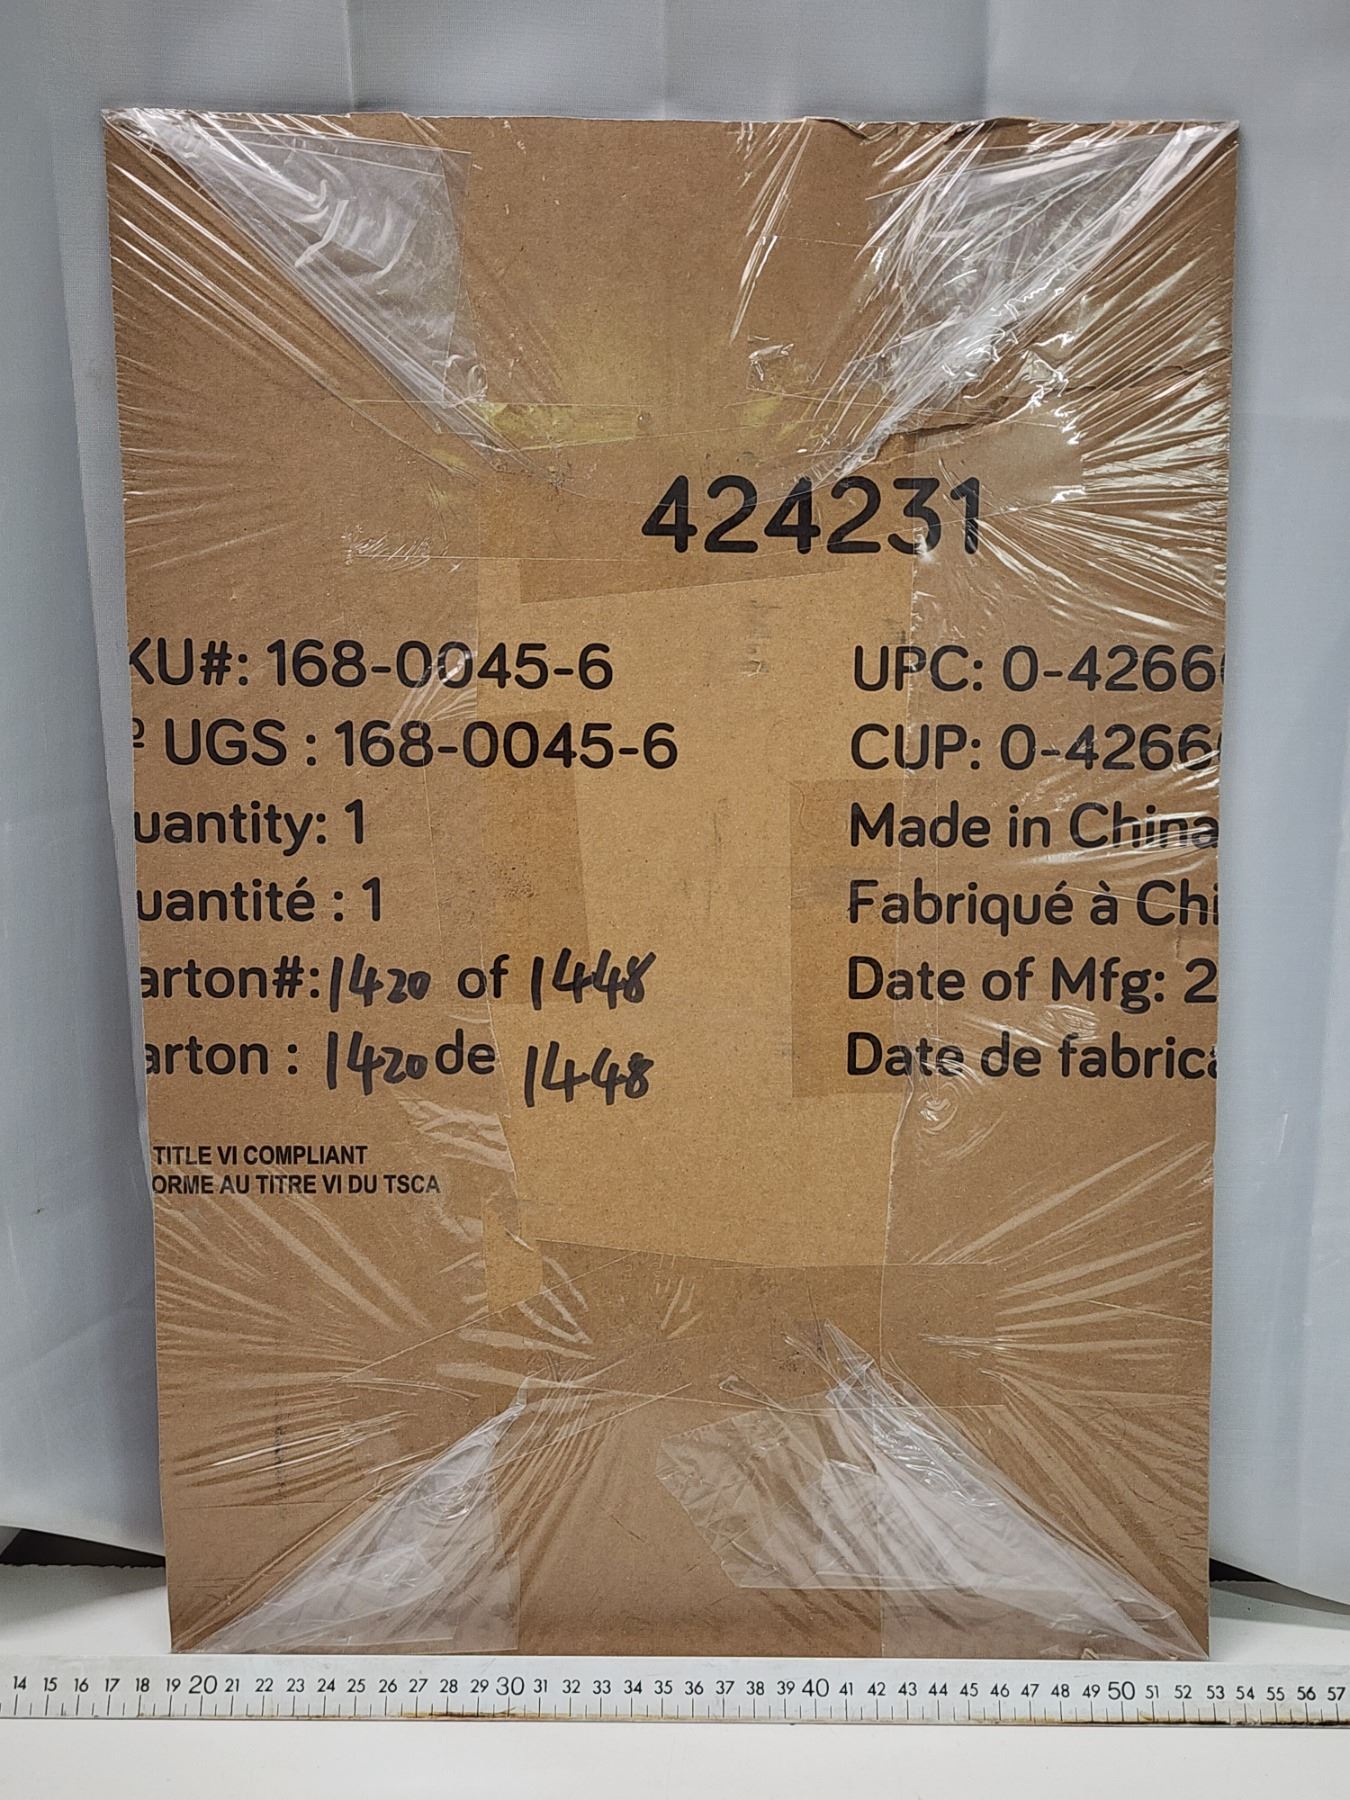 424231
KU#: 168-0045-6
º UGS : 168-0045-6
uantity: 1
uantité : 1
arton#: 1420 of 1448
arton : 1420 de 1448
TITLE VI COMPLIANT
ORME AU TITRE VI DU TSCA
UPC: 0-4266
CUP: 0-4266
Made in China
Fabriqué à Chi
Date of Mfg: 2
Date de fabrica
14 15 16 17 18 19 20 21 22 23 24 25 26 27 28 29 30 31 32 33 34 35 36 37 38 39 40 41 42 43 44 45 46 47 48 49 50 51 52 53 54 55 56 57